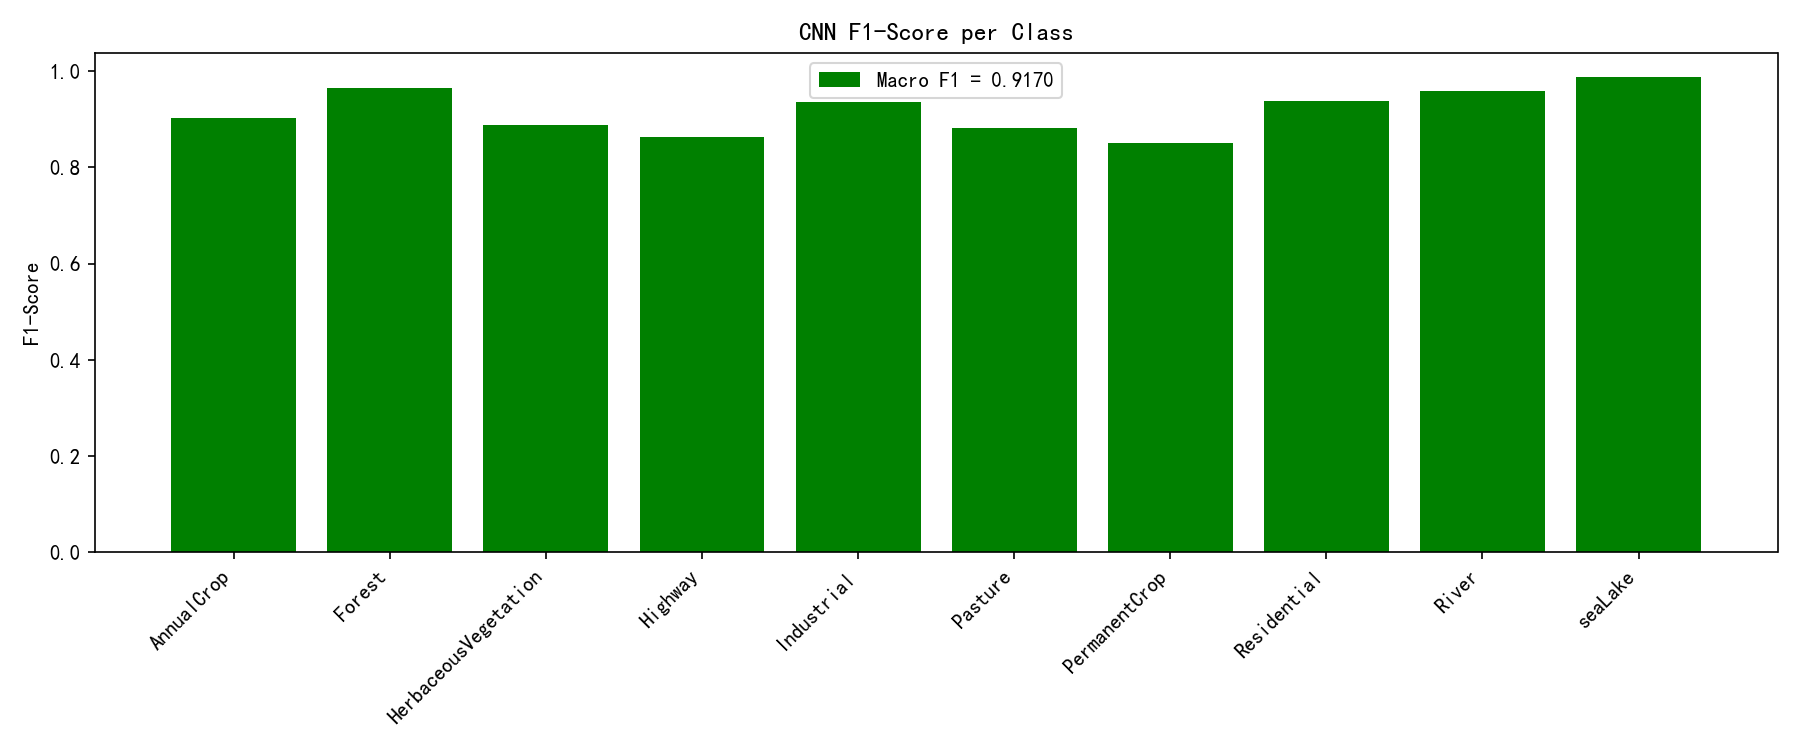 CNN F1-Score per Class
Macro F1 = 0.9170
F1-Score
1.0
0.8
0.6
0.4
0.2
0.0
AnnualCrop
Forest
HerbaceousVegetation
Highway
Industrial
Pasture
PermanentCrop
Residential
River
seaLake